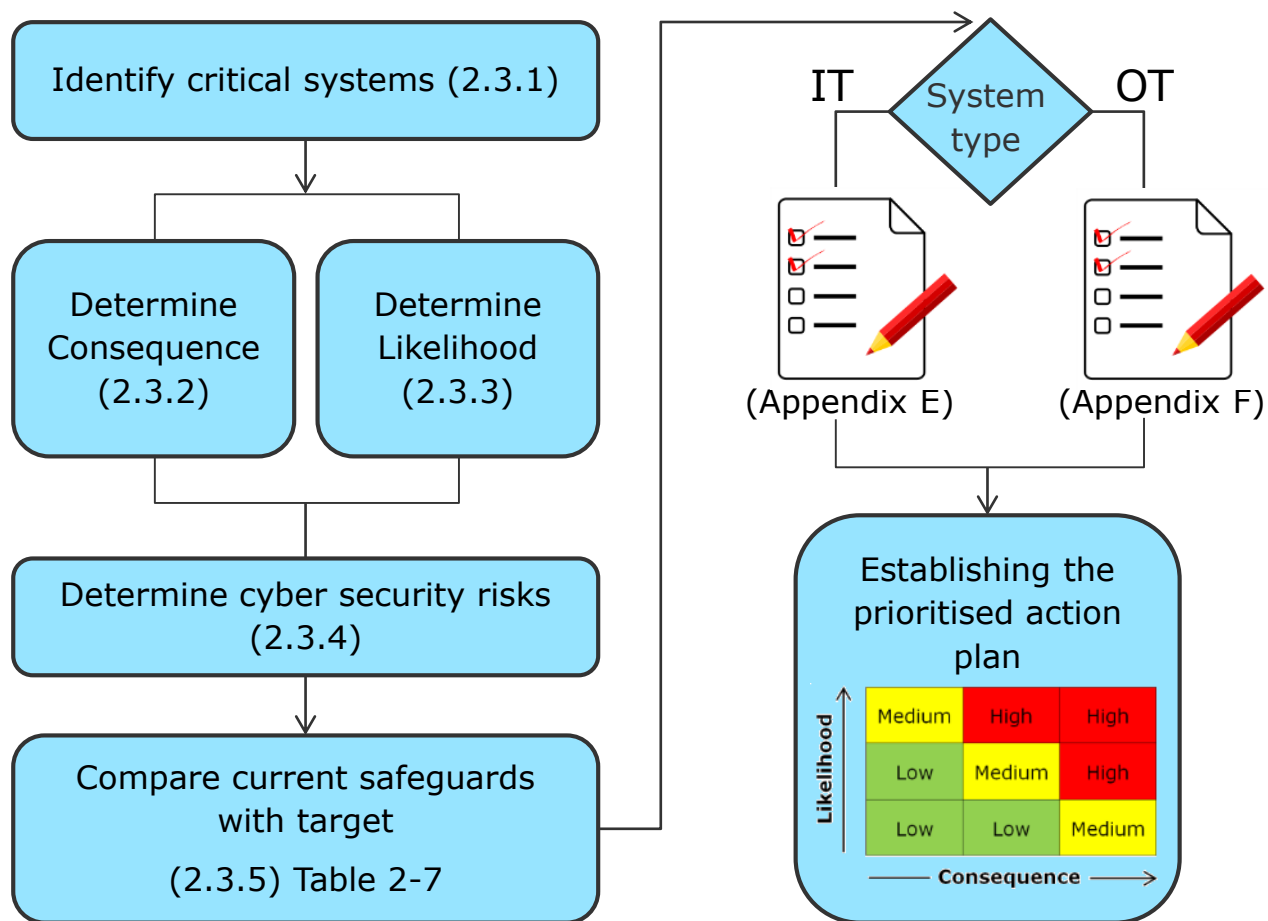 Identify critical systems (2.3.1)
Determine
Consequence
(2.3.2)
Determine
Likelihood
(2.3.3)
Determine cyber security risks
(2.3.4)
Compare current safeguards
with target
(2.3.5) Table 2-7
System
type
IT
OT
(Appendix E)
(Appendix F)
Establishing the
prioritised action
plan
Likelihood
Medium High High
Low Medium High
Low Low Medium
Consequence